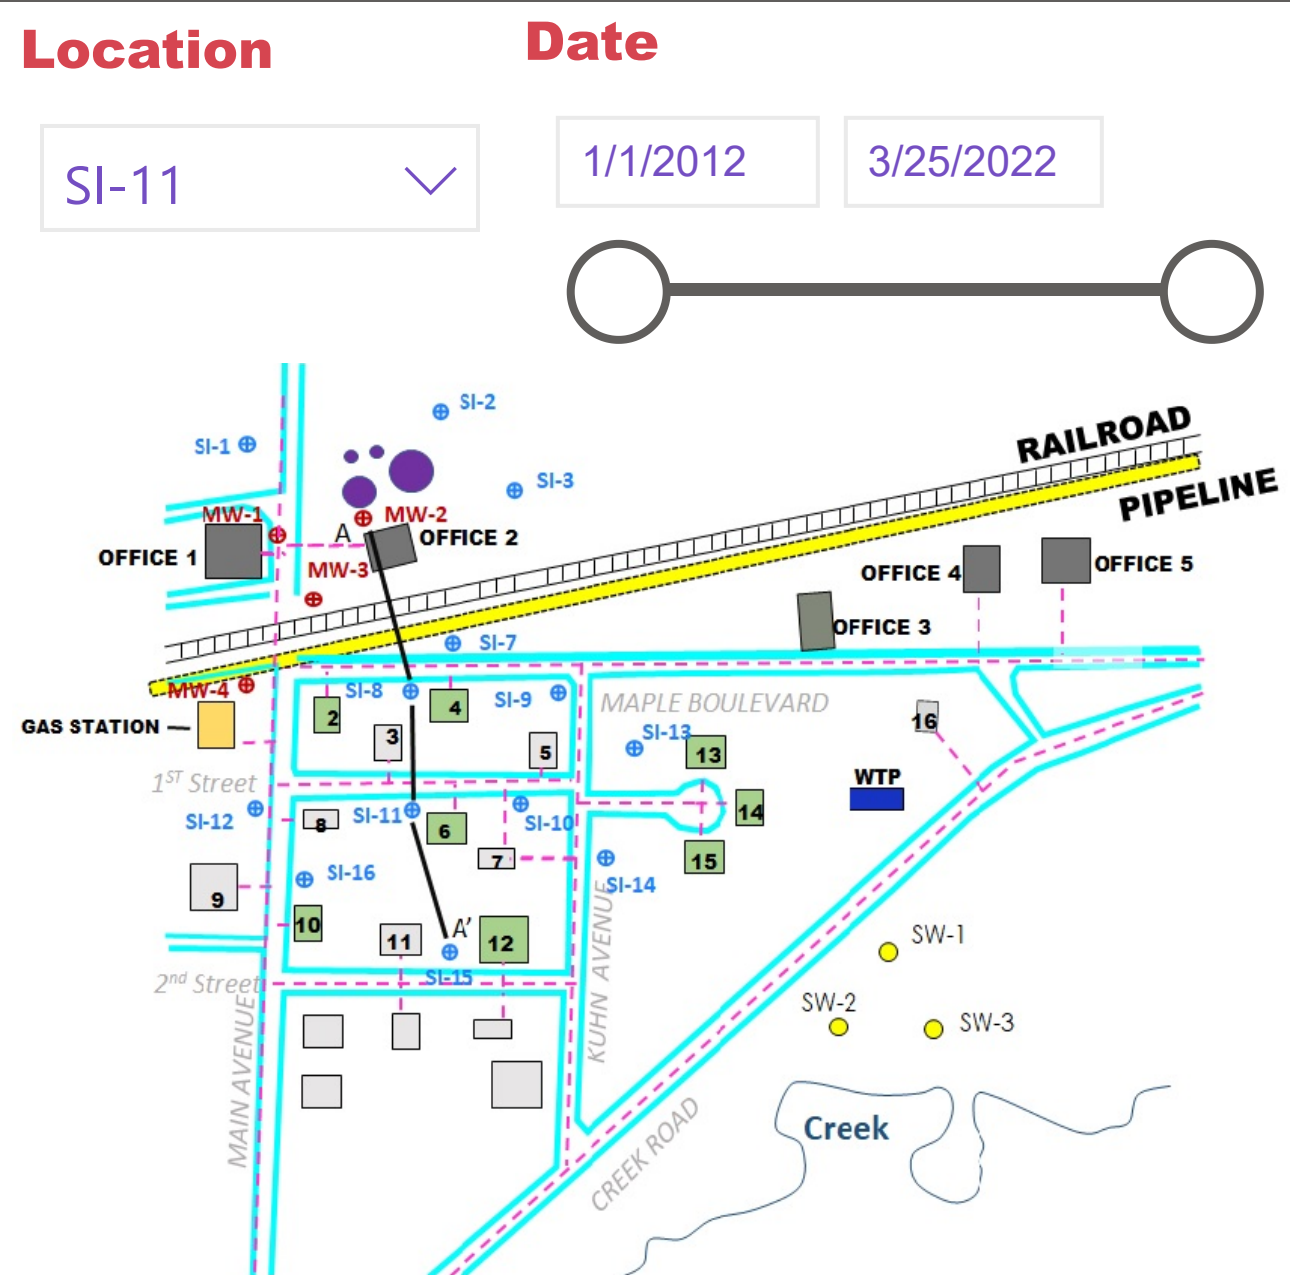 Location
Date
SI-11
1/1/2012
3/25/2022
SI-2
SI-1
SI-3
RAILROAD
PIPELINE
MW-1
MW-2
A
OFFICE 2
OFFICE 1
MW-3
OFFICE 4
OFFICE 5
OFFICE 3
SI-7
MW-4
SI-8
SI-9
MAPLE BOULEVARD
2
4
16
GAS STATION
3
5
SI-13
13
1ST Street
WTP
SI-12
8
SI-11
6
SI-10
14
7
15
SI-16
SI-14
9
10
11
A’
12
KUHN AVENUE
SW-1
2nd Street
SI-15
SW-2
SW-3
MAIN AVENUE
CREEK ROAD
Creek